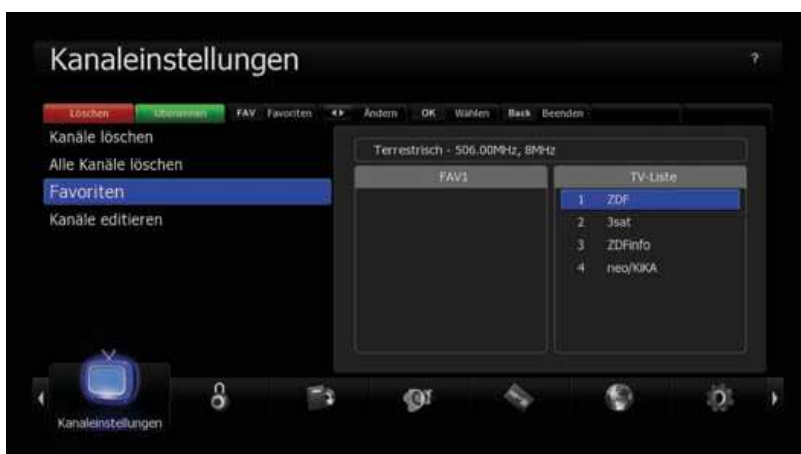 Kanaleinstellungen ?
Löschen Übernehmen FAV Favoriten Ändern OK Wählen Back Beenden
Kanäle löschen
Alle Kanäle löschen
Favoriten
Kanäle editieren
Terrestrisch - 506.00MHz, 8MHz
FAV1 TV-Liste
1 ZDF
2 3sat
3 ZDFinfo
4 neo/KiKA
Kanaleinstellungen